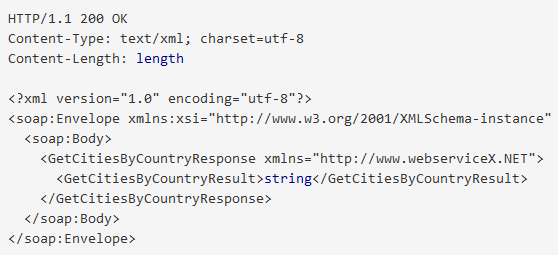 HTTP/1.1 200 OK
Content-Type: text/xml; charset=utf-8
Content-Length: length

<?xml version="1.0" encoding="utf-8"?>
<soap:Envelope xmlns:xsi="http://www.w3.org/2001/XMLSchema-instance"
  <soap:Body>
    <GetCitiesByCountryResponse xmlns="http://www.webserviceX.NET">
      <GetCitiesByCountryResult>string</GetCitiesByCountryResult>
    </GetCitiesByCountryResponse>
  </soap:Body>
</soap:Envelope>